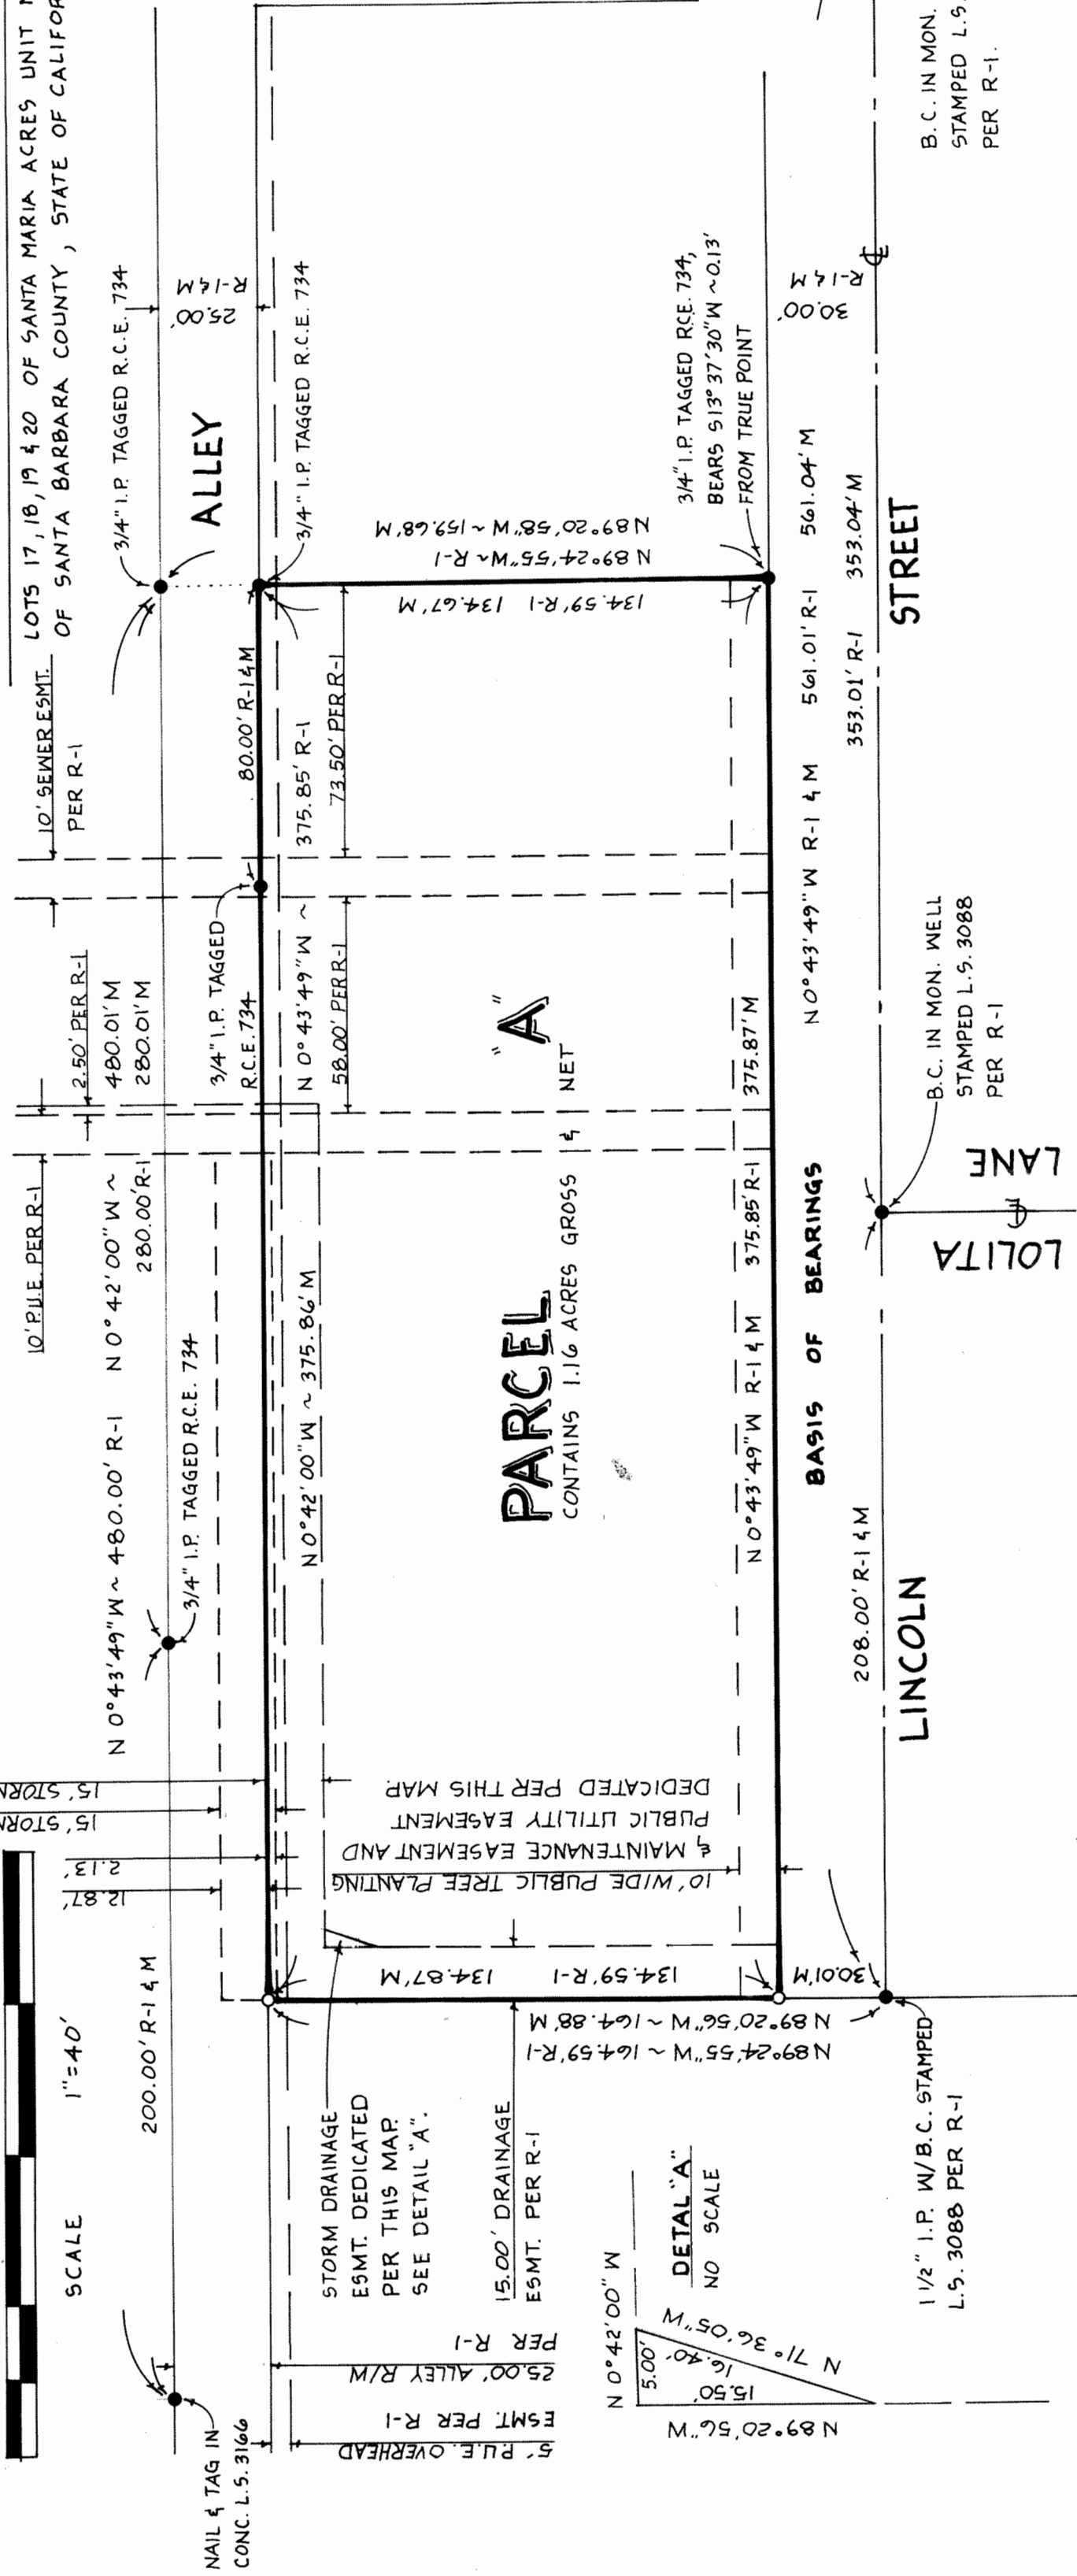 LOTS 17, 18, 19 & 20 OF SANTA MARIA ACRES UNIT
OF SANTA BARBARA COUNTY, STATE OF CALIFOR
10' SEWER ESMT.
PER R-1
10' P.U.E. PER R-1
2.50' PER R-1
SCALE 1"=40'
15' STORM
15' STORM
2.13'
12.87'
N 0°43'49"W ~ 480.00' R-1
N 0°42'00"W ~
480.01' M
280.00' R-1
280.01' M
200.00' R-1 & M
3/4" I.P. TAGGED R.C.E. 734
3/4" I.P. TAGGED R.C.E. 734
ALLEY
25.00'
R-1 & M
NAIL & TAG IN
CONC. L.S. 3166
3/4" I.P. TAGGED
R.C.E. 734
80.00' R-1 & M
3/4" I.P. TAGGED R.C.E. 734
N 0°43'49"W ~
375.85' R-1
N 0°42'00"W ~ 375.86' M
58.00' PER R-1
73.50' PER R-1
N 89°20'58"W ~ 159.68' M
N 89°24'55"W ~ R-1
134.59' R-1 134.67' M
PARCEL "A"
CONTAINS 1.16 ACRES GROSS & NET
10' WIDE PUBLIC TREE PLANTING
& MAINTENANCE EASEMENT AND
PUBLIC UTILITY EASEMENT
DEDICATED PER THIS MAP.
134.59' R-1 134.87' M
30.01' M
N 89°20'56"W ~ 164.88' M
N 89°24'55"W ~ 164.59' R-1
STORM DRAINAGE
ESMT. DEDICATED
PER THIS MAP.
SEE DETAIL "A".
15.00' DRAINAGE
ESMT. PER R-1
5' P.U.E. OVERHEAD
ESMT. PER R-1
25.00' ALLEY R/W
PER R-1
N 0°42'00" W
5.00'
16.40'
15.50'
N 71°36'05"W
N 89°20'56"W
DETAL "A"
NO SCALE
3/4" I.P. TAGGED R.C.E. 734,
BEARS S13°37'30"W ~ 0.13'
FROM TRUE POINT
30.00'
R-1 & M
N 0°43'49"W R-1 & M 375.85' R-1 375.87' M
BASIS OF BEARINGS
N 0°43'49"W R-1 & M 561.01' R-1 561.04' M
208.00' R-1 & M
353.01' R-1 353.04' M
LINCOLN STREET
1 1/2" I.P. W/B.C. STAMPED
L.S. 3088 PER R-1
B.C. IN MON. WELL
STAMPED L.S. 3088
PER R-1
LOLITA LANE
B.C. IN MON.
STAMPED L.S.
PER R-1.